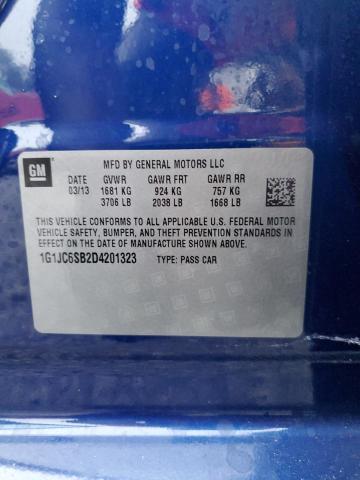 GM
MFD BY GENERAL MOTORS LLC
DATE GVWR GAWR FRT GAWR RR
03/13 1681 KG 924 KG 757 KG
3706 LB 2038 LB 1668 LB
THIS VEHICLE CONFORMS TO ALL APPLICABLE U.S. FEDERAL MOTOR
VEHICLE SAFETY, BUMPER, AND THEFT PREVENTION STANDARDS
IN EFFECT ON THE DATE OF MANUFACTURE SHOWN ABOVE.
1G1JC6SB2D4201323 TYPE: PASS CAR